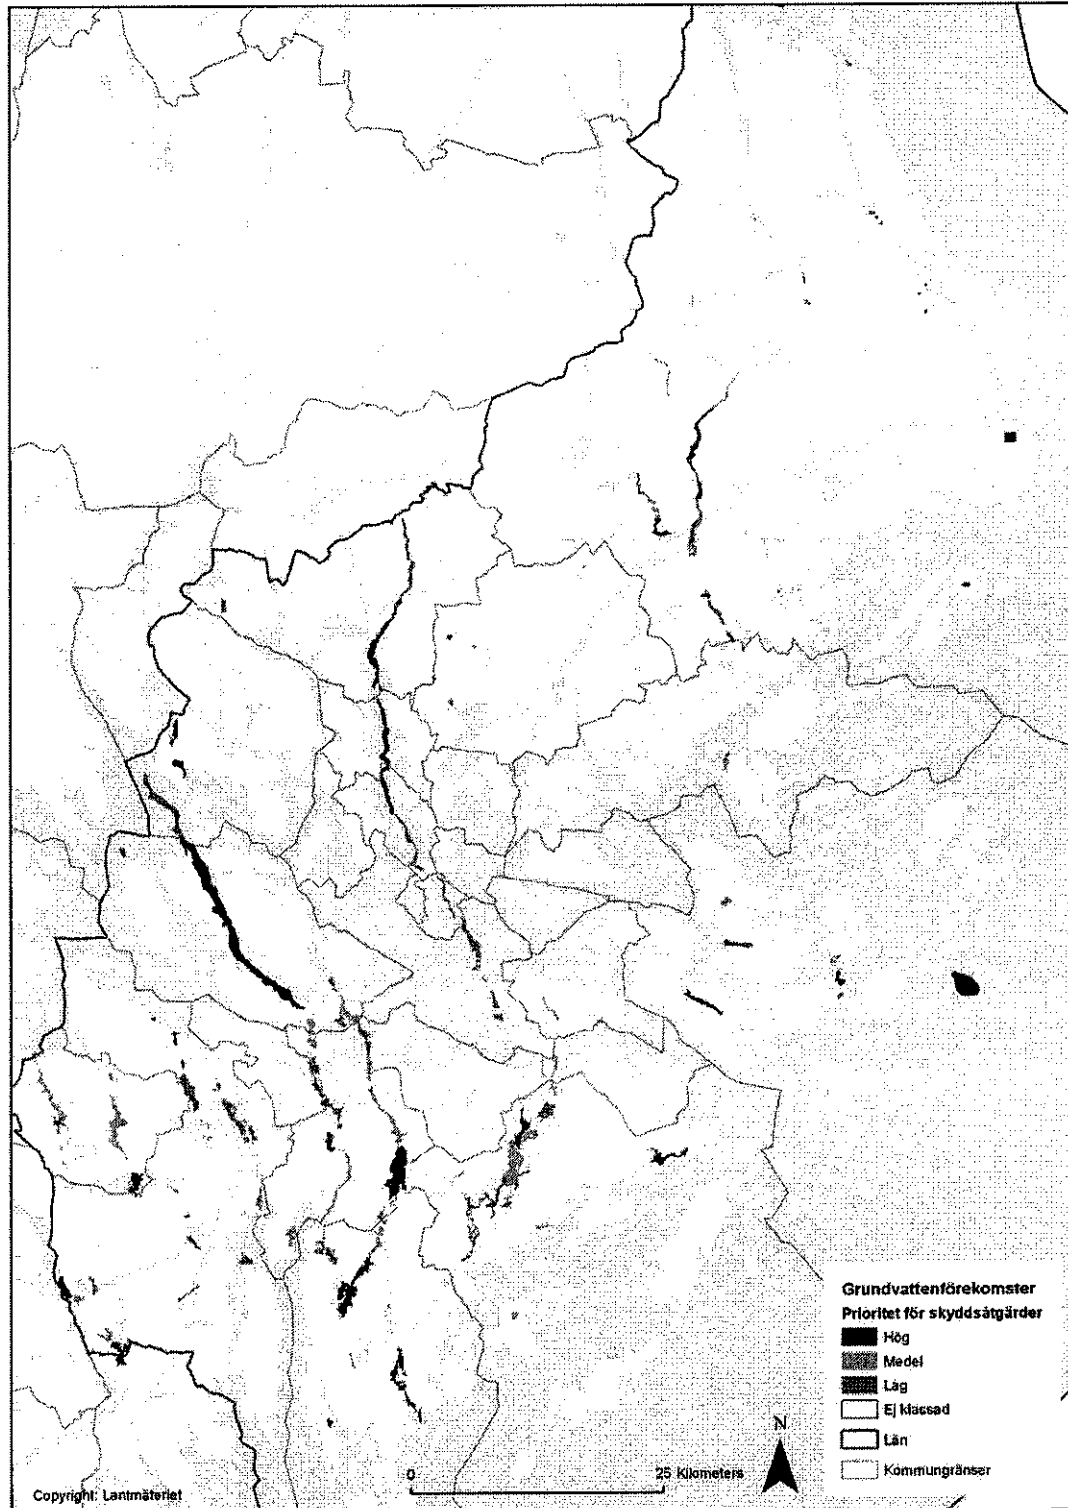 Grundvattenförekomster
Prioritet för skyddsåtgärder
Hög
Medel
Låg
Ej klassad
Län
Kommungränser
N
0 25 Kilometers
Copyright: Lantmäteriet